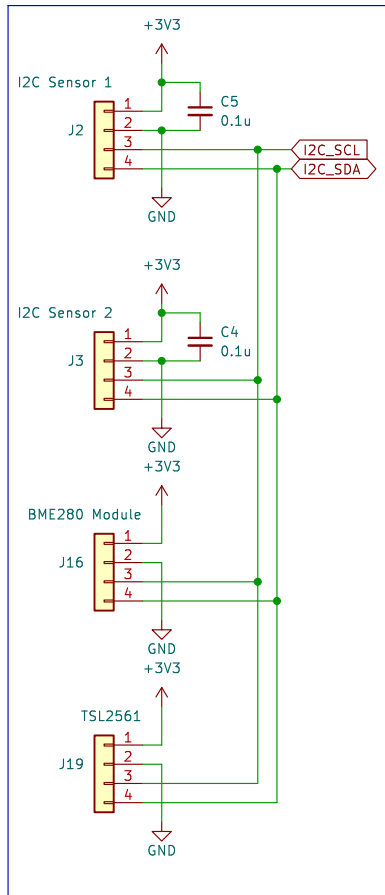 +3V3
I2C Sensor 1
C5
0.1u
J2
1
2
3
4
I2C_SCL
I2C_SDA
GND
+3V3
I2C Sensor 2
C4
0.1u
J3
1
2
3
4
GND
+3V3
BME280 Module
J16
1
2
3
4
GND
+3V3
TSL2561
J19
1
2
3
4
GND